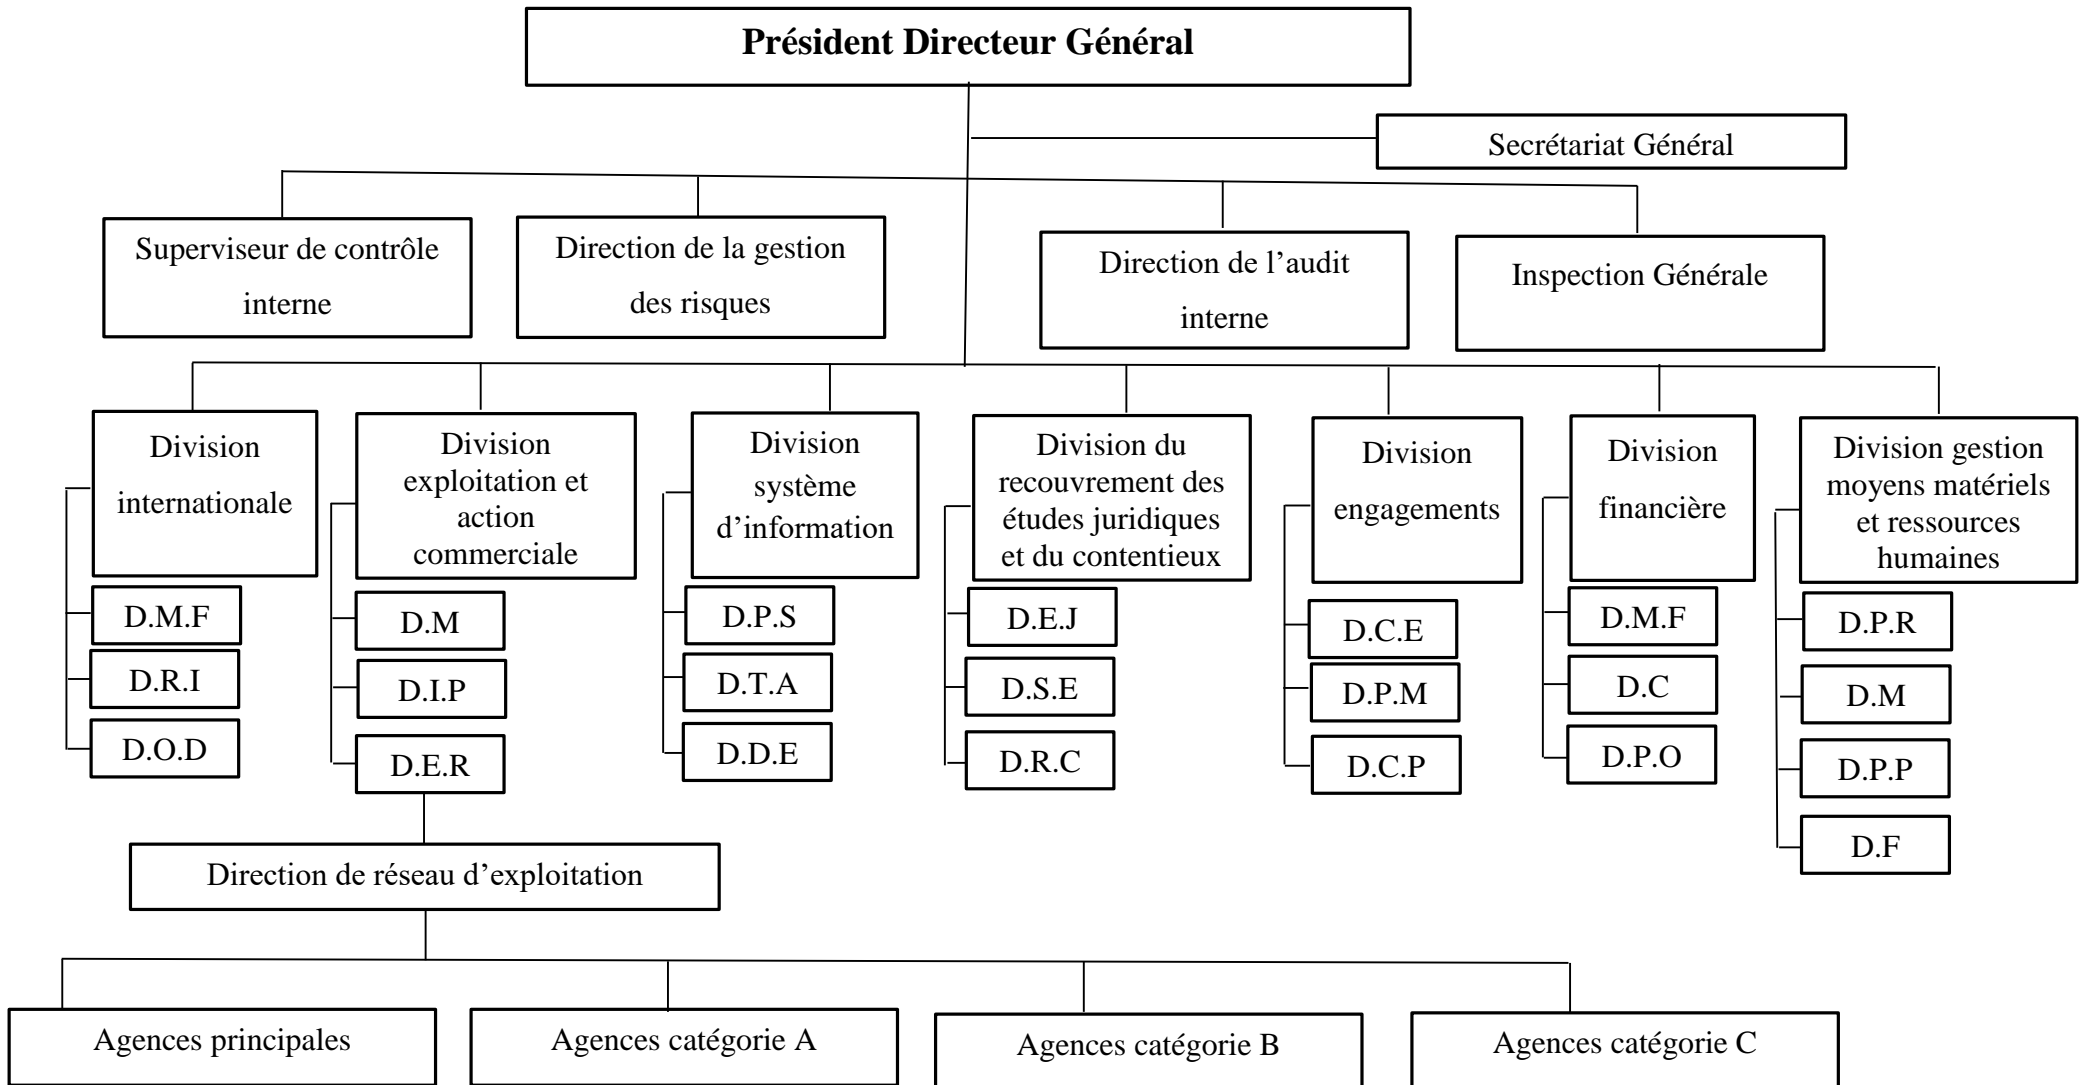 Président Directeur Général
Secrétariat Général
Superviseur de contrôle
interne
Direction de la gestion
des risques
Direction de l’audit
interne
Inspection Générale
Division
internationale
Division
exploitation et
action
commerciale
Division
système
d’information
Division du
recouvrement des
études juridiques
et du contentieux
Division
engagements
Division
financière
Division gestion
moyens matériels
et ressources
humaines
D.M.F
D.R.I
D.O.D
D.M
D.I.P
D.E.R
D.P.S
D.T.A
D.D.E
D.E.J
D.S.E
D.R.C
D.C.E
D.P.M
D.C.P
D.M.F
D.C
D.P.O
D.P.R
D.M
D.P.P
D.F
Direction de réseau d’exploitation
Agences principales
Agences catégorie A
Agences catégorie B
Agences catégorie C